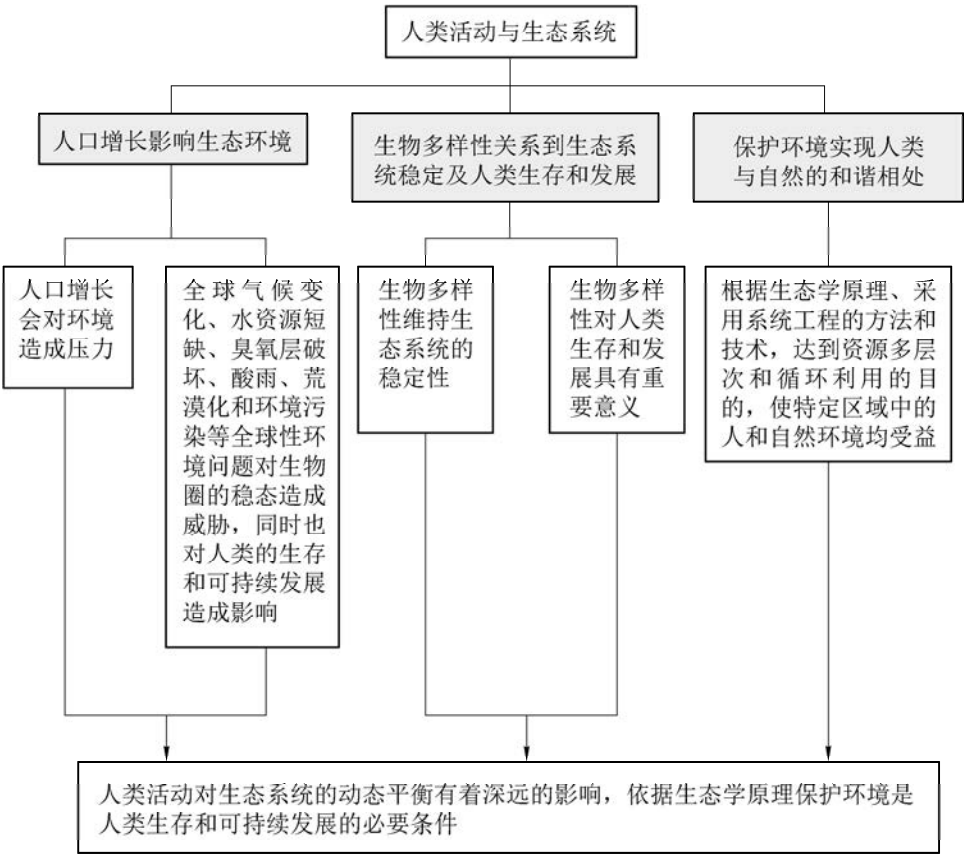 人类活动与生态系统
人口增长影响生态环境
生物多样性关系到生态系
统稳定及人类生存和发展
保护环境实现人类
与自然的和谐相处
人口增长
会对环境
造成压力
全球气候变
化、水资源短
缺、臭氧层破
坏、酸雨、荒
漠化和环境污
染等全球性环
境问题对生物
圈的稳态造成
威胁，同时也
对人类的生存
和可持续发展
造成影响
生物多样
性维持生
态系统的
稳定性
生物多样
性对人类
生存和发
展具有重
要意义
根据生态学原理、采
用系统工程的方法和
技术，达到资源多层
次和循环利用的目
的，使特定区域中的
人和自然环境均受益
人类活动对生态系统的动态平衡有着深远的影响，依据生态学原理保护环境是
人类生存和可持续发展的必要条件